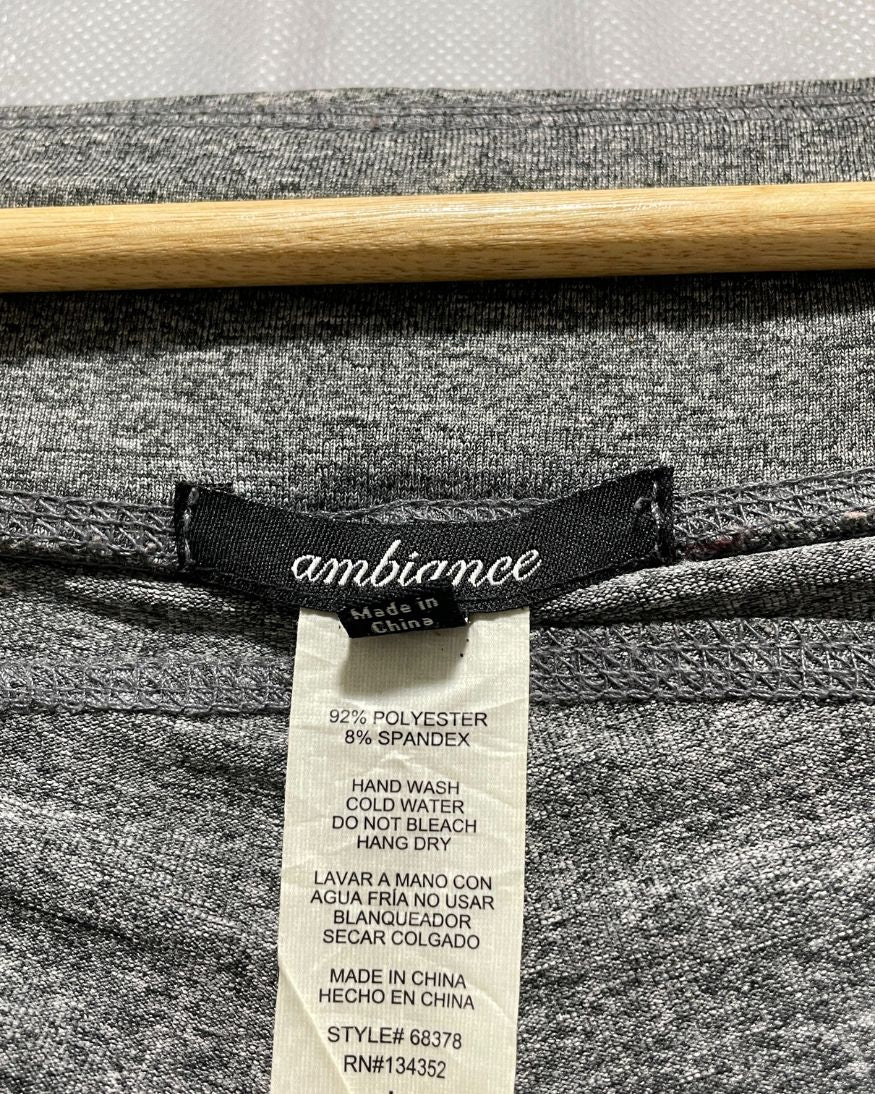 ambiance
Made in
China
92% POLYESTER
8% SPANDEX
HAND WASH
COLD WATER
DO NOT BLEACH
HANG DRY
LAVAR A MANO CON
AGUA FRÍA NO USAR
BLANQUEADOR
SECAR COLGADO
MADE IN CHINA
HECHO EN CHINA
STYLE# 68378
RN#134352